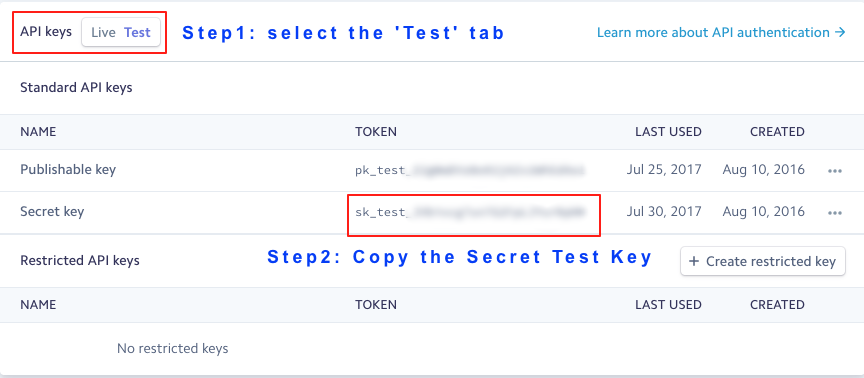 API keys Live Test Step1: select the 'Test' tab Learn more about API authentication →
Standard API keys
NAME TOKEN LAST USED CREATED
Publishable key pk_test_ Jul 25, 2017 Aug 10, 2016
Secret key sk_test_ Jul 30, 2017 Aug 10, 2016
Step2: Copy the Secret Test Key
Restricted API keys + Create restricted key
NAME TOKEN LAST USED CREATED
No restricted keys